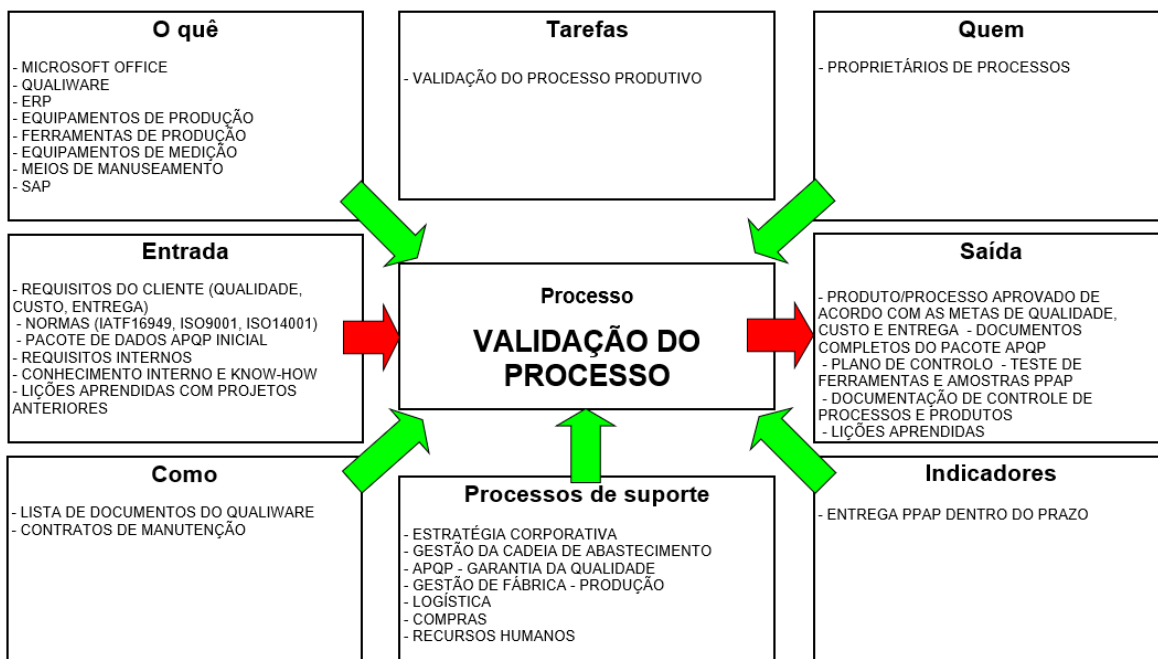 O quê
- MICROSOFT OFFICE
- QUALIWARE
- ERP
- EQUIPAMENTOS DE PRODUÇÃO
- FERRAMENTAS DE PRODUÇÃO
- EQUIPAMENTOS DE MEDIÇÃO
- MEIOS DE MANUSEAMENTO
- SAP
Tarefas
- VALIDAÇÃO DO PROCESSO PRODUTIVO
Quem
- PROPRIETÁRIOS DE PROCESSOS
Entrada
- REQUISITOS DO CLIENTE (QUALIDADE,
CUSTO, ENTREGA)
- NORMAS (IATF16949, ISO9001, ISO14001)
- PACOTE DE DADOS APQP INICIAL
- REQUISITOS INTERNOS
- CONHECIMENTO INTERNO E KNOW-HOW
- LIÇÕES APRENDIDAS COM PROJETOS
ANTERIORES
Processo
VALIDAÇÃO DO
PROCESSO
Saída
- PRODUTO/PROCESSO APROVADO DE
ACORDO COM AS METAS DE QUALIDADE,
CUSTO E ENTREGA - DOCUMENTOS
COMPLETOS DO PACOTE APQP
- PLANO DE CONTROLO - TESTE DE
FERRAMENTAS E AMOSTRAS PPAP
- DOCUMENTAÇÃO DE CONTROLE DE
PROCESSOS E PRODUTOS
- LIÇÕES APRENDIDAS
Como
- LISTA DE DOCUMENTOS DO QUALIWARE
- CONTRATOS DE MANUTENÇÃO
Processos de suporte
- ESTRATÉGIA CORPORATIVA
- GESTÃO DA CADEIA DE ABASTECIMENTO
- APQP - GARANTIA DA QUALIDADE
- GESTÃO DE FÁBRICA - PRODUÇÃO
- LOGÍSTICA
- COMPRAS
- RECURSOS HUMANOS
Indicadores
- ENTREGA PPAP DENTRO DO PRAZO